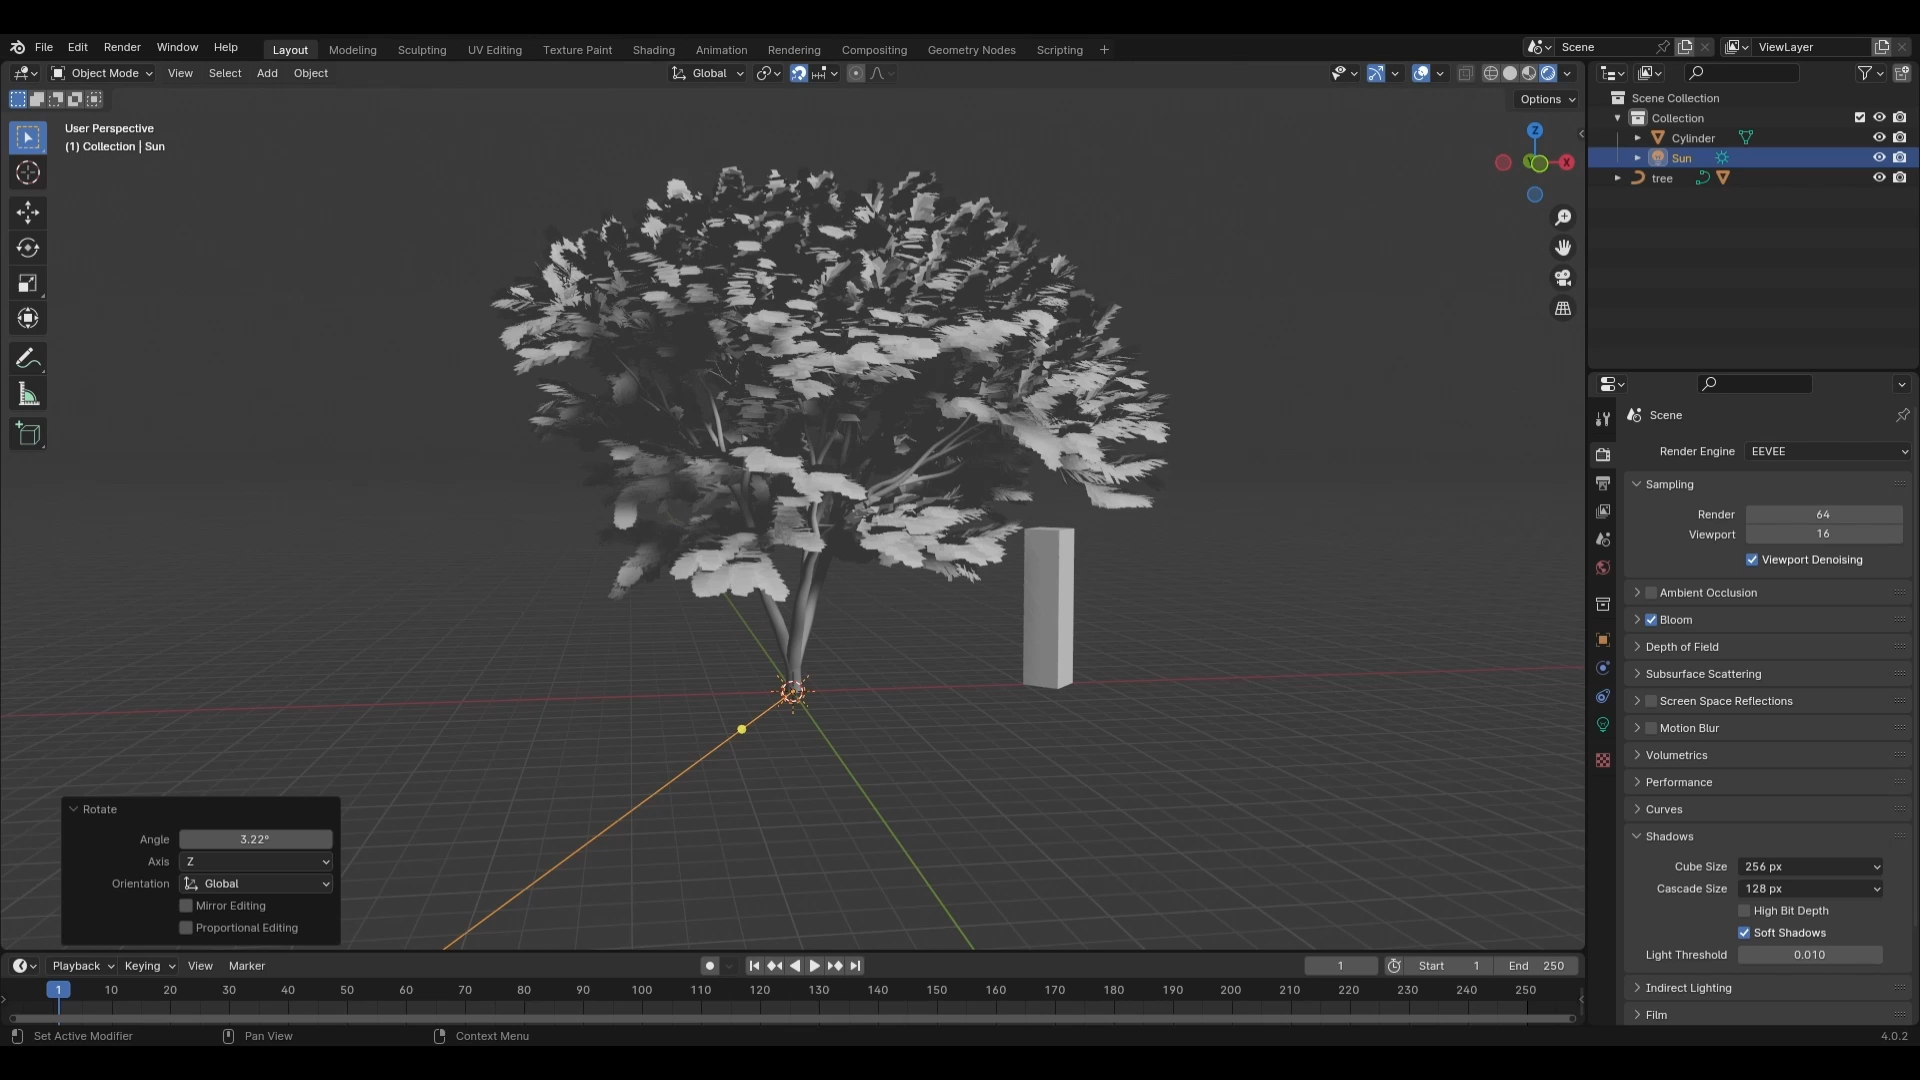 File Edit Render Window Help Layout Modeling Sculpting UV Editing Texture Paint Shading Animation Rendering Compositing Geometry Nodes Scripting + Scene ViewLayer
Object Mode View Select Add Object Global
Options
User Perspective
(1) Collection | Sun
Z
X
Scene Collection
Collection
Cylinder
Sun
tree
Scene
Render Engine EEVEE
Sampling
Render 64
Viewport 16
Viewport Denoising
Ambient Occlusion
Bloom
Depth of Field
Subsurface Scattering
Screen Space Reflections
Motion Blur
Volumetrics
Performance
Curves
Shadows
Cube Size 256 px
Cascade Size 128 px
High Bit Depth
Soft Shadows
Light Threshold 0.010
Indirect Lighting
Film
Rotate
Angle 3.22°
Axis Z
Orientation Global
Mirror Editing
Proportional Editing
Playback Keying View Marker 1 Start 1 End 250
1 10 20 30 40 50 60 70 80 90 100 110 120 130 140 150 160 170 180 190 200 210 220 230 240 250
Set Active Modifier Pan View Context Menu 4.0.2